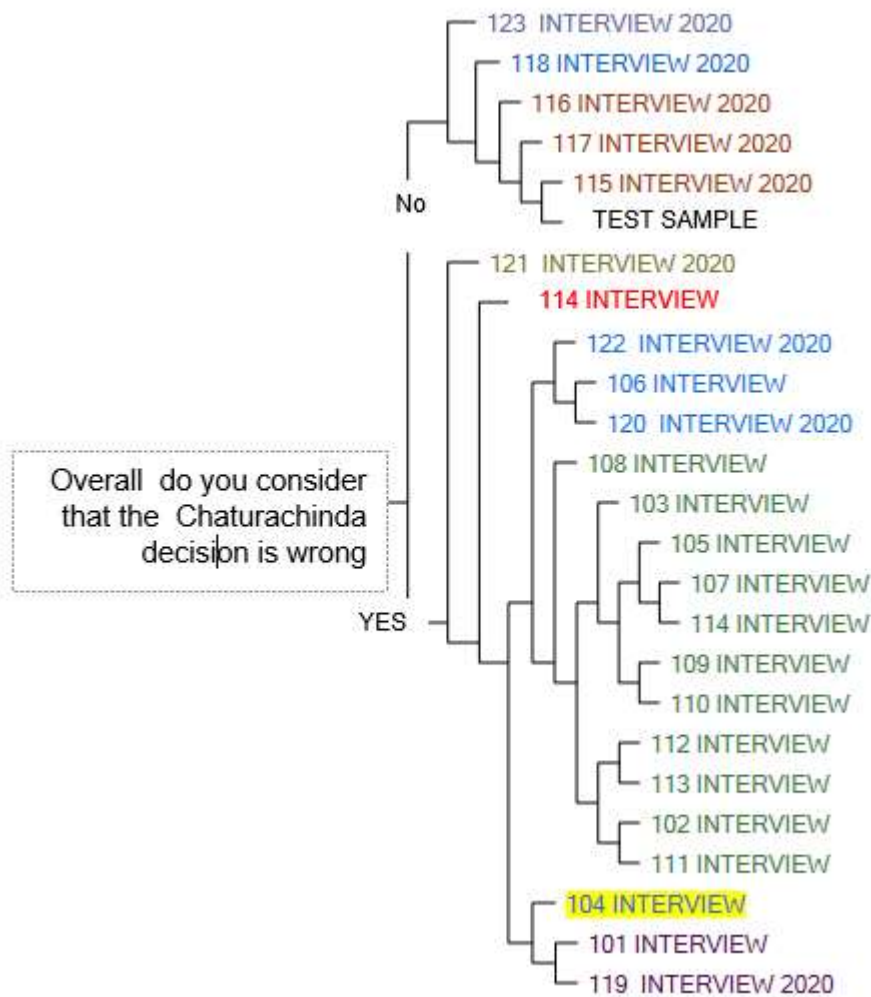 123 INTERVIEW 2020
118 INTERVIEW 2020
116 INTERVIEW 2020
117 INTERVIEW 2020
115 INTERVIEW 2020
No
TEST SAMPLE
121 INTERVIEW 2020
114 INTERVIEW
122 INTERVIEW 2020
106 INTERVIEW
120 INTERVIEW 2020
108 INTERVIEW
Overall do you consider
that the Chaturachinda
decision is wrong
103 INTERVIEW
105 INTERVIEW
107 INTERVIEW
YES
114 INTERVIEW
109 INTERVIEW
110 INTERVIEW
112 INTERVIEW
113 INTERVIEW
102 INTERVIEW
111 INTERVIEW
104 INTERVIEW
101 INTERVIEW
119 INTERVIEW 2020